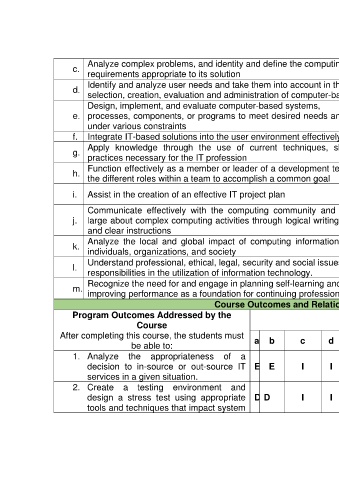 c. Analyze complex problems, and identity and define the computin
requirements appropriate to its solution
d. Identify and analyze user needs and take them into account in th
selection, creation, evaluation and administration of computer-ba
e. Design, implement, and evaluate computer-based systems,
processes, components, or programs to meet desired needs an
under various constraints
f. Integrate IT-based solutions into the user environment effectively
g. Apply knowledge through the use of current techniques, s
practices necessary for the IT profession
h. Function effectively as a member or leader of a development te
the different roles within a team to accomplish a common goal
i. Assist in the creation of an effective IT project plan
j. Communicate effectively with the computing community and
large about complex computing activities through logical writing
and clear instructions
k. Analyze the local and global impact of computing information
individuals, organizations, and society
l. Understand professional, ethical, legal, security and social issue
responsibilities in the utilization of information technology.
m. Recognize the need for and engage in planning self-learning and
improving performance as a foundation for continuing profession
Course Outcomes and Relatio
Program Outcomes Addressed by the
Course
After completing this course, the students must
be able to:
a b c d
1. Analyze the appropriateness of a
decision to in-source or out-source IT
services in a given situation.
E E I I
2. Create a testing environment and
design a stress test using appropriate
tools and techniques that impact system
D D I I